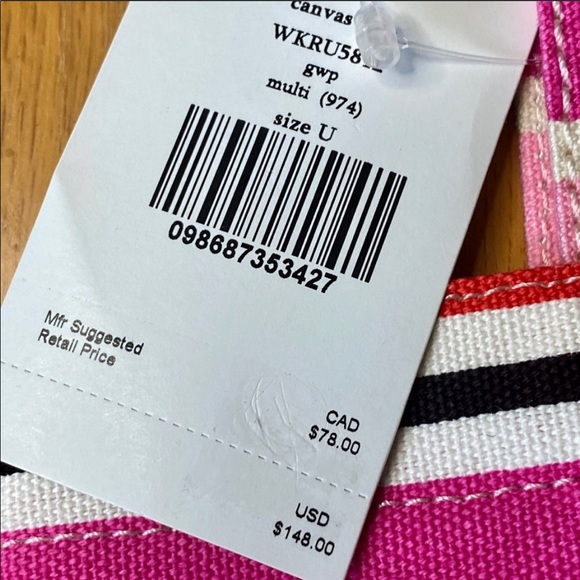 canvas
gwp
multi (974)
size U
098687353427
Mfr Suggested
Retail Price
CAD
$78.00
USD
$148.00